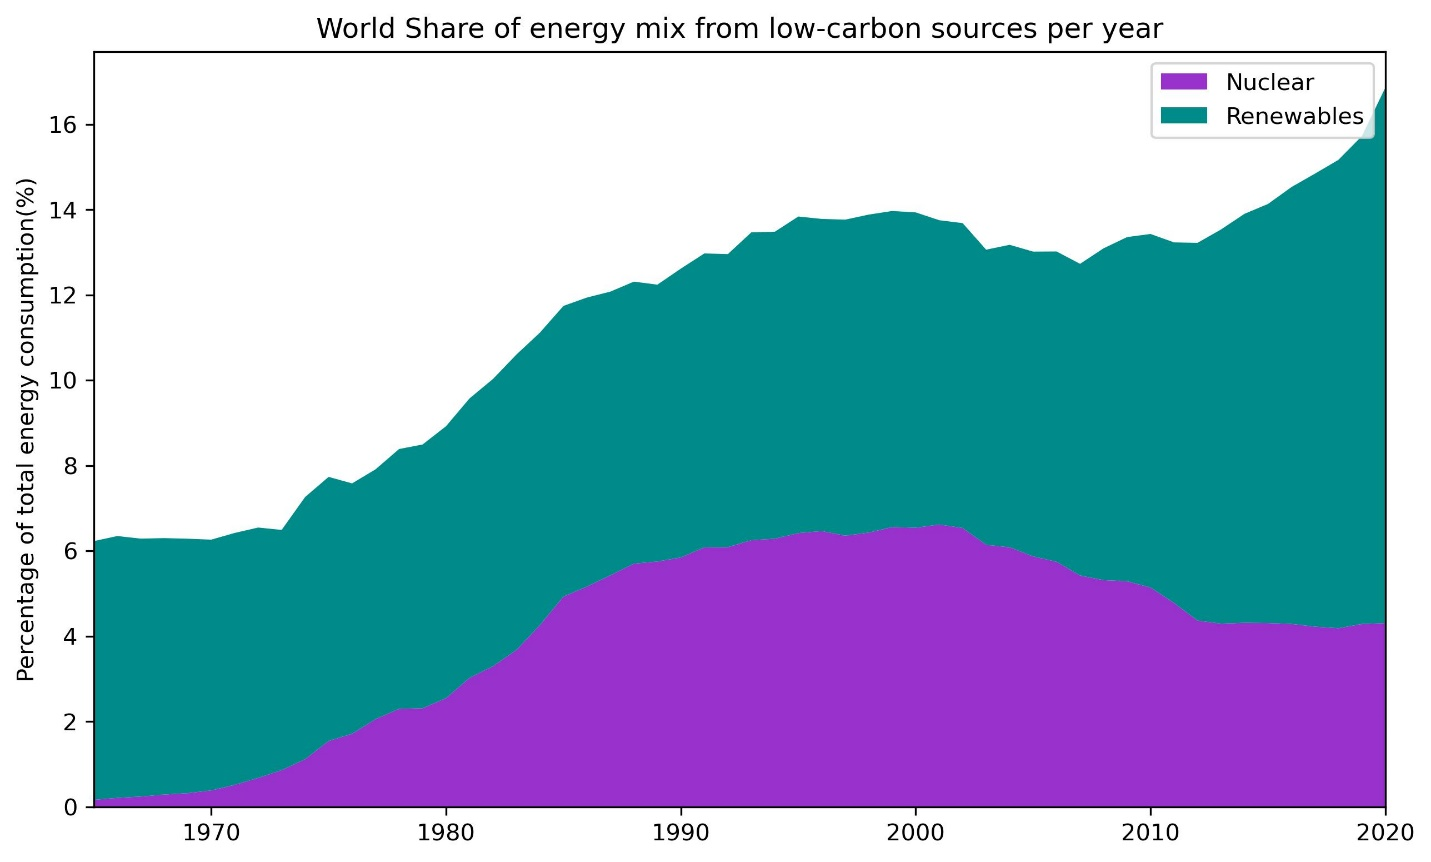 World Share of energy mix from low-carbon sources per year
Nuclear
Renewables
Percentage of total energy consumption(%)
16
14
12
10
8
6
4
2
0
1970 1980 1990 2000 2010 2020